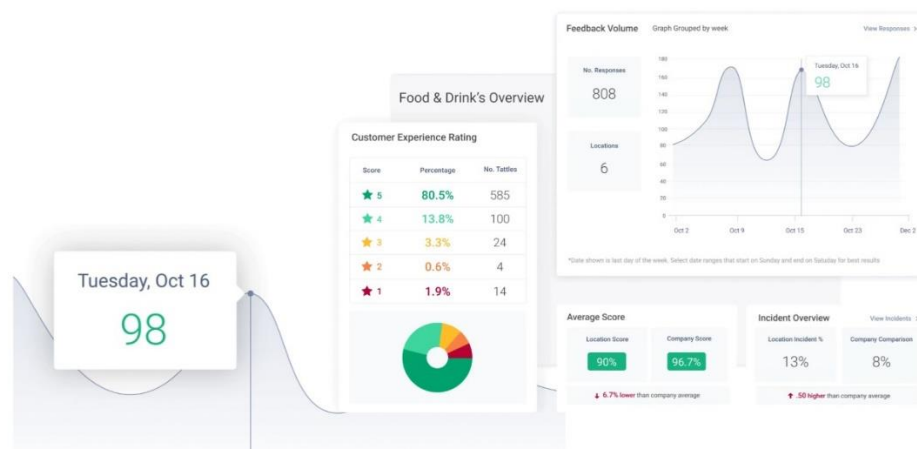 Tuesday, Oct 16
98
Food & Drink's Overview
Customer Experience Rating
Score Percentage No. Tattles
5 80.5% 585
4 13.8% 100
3 3.3% 24
2 0.6% 4
1 1.9% 14
Feedback Volume Graph Grouped by week View Responses >
No. Responses
808
Locations
6
180
160
140
120
100
80
60
40
20
0
Tuesday, Oct 16
98
Oct 2 Oct 9 Oct 15 Oct 23 Dec 2
*Date shown is last day of the week. Select date ranges that start on Sunday and end on Satuday for best results
Average Score
Location Score Company Score
90% 96.7%
6.7% lower than company average
Incident Overview View Incidents >
Location Incident % Company Comparison
13% 8%
.50 higher than company average